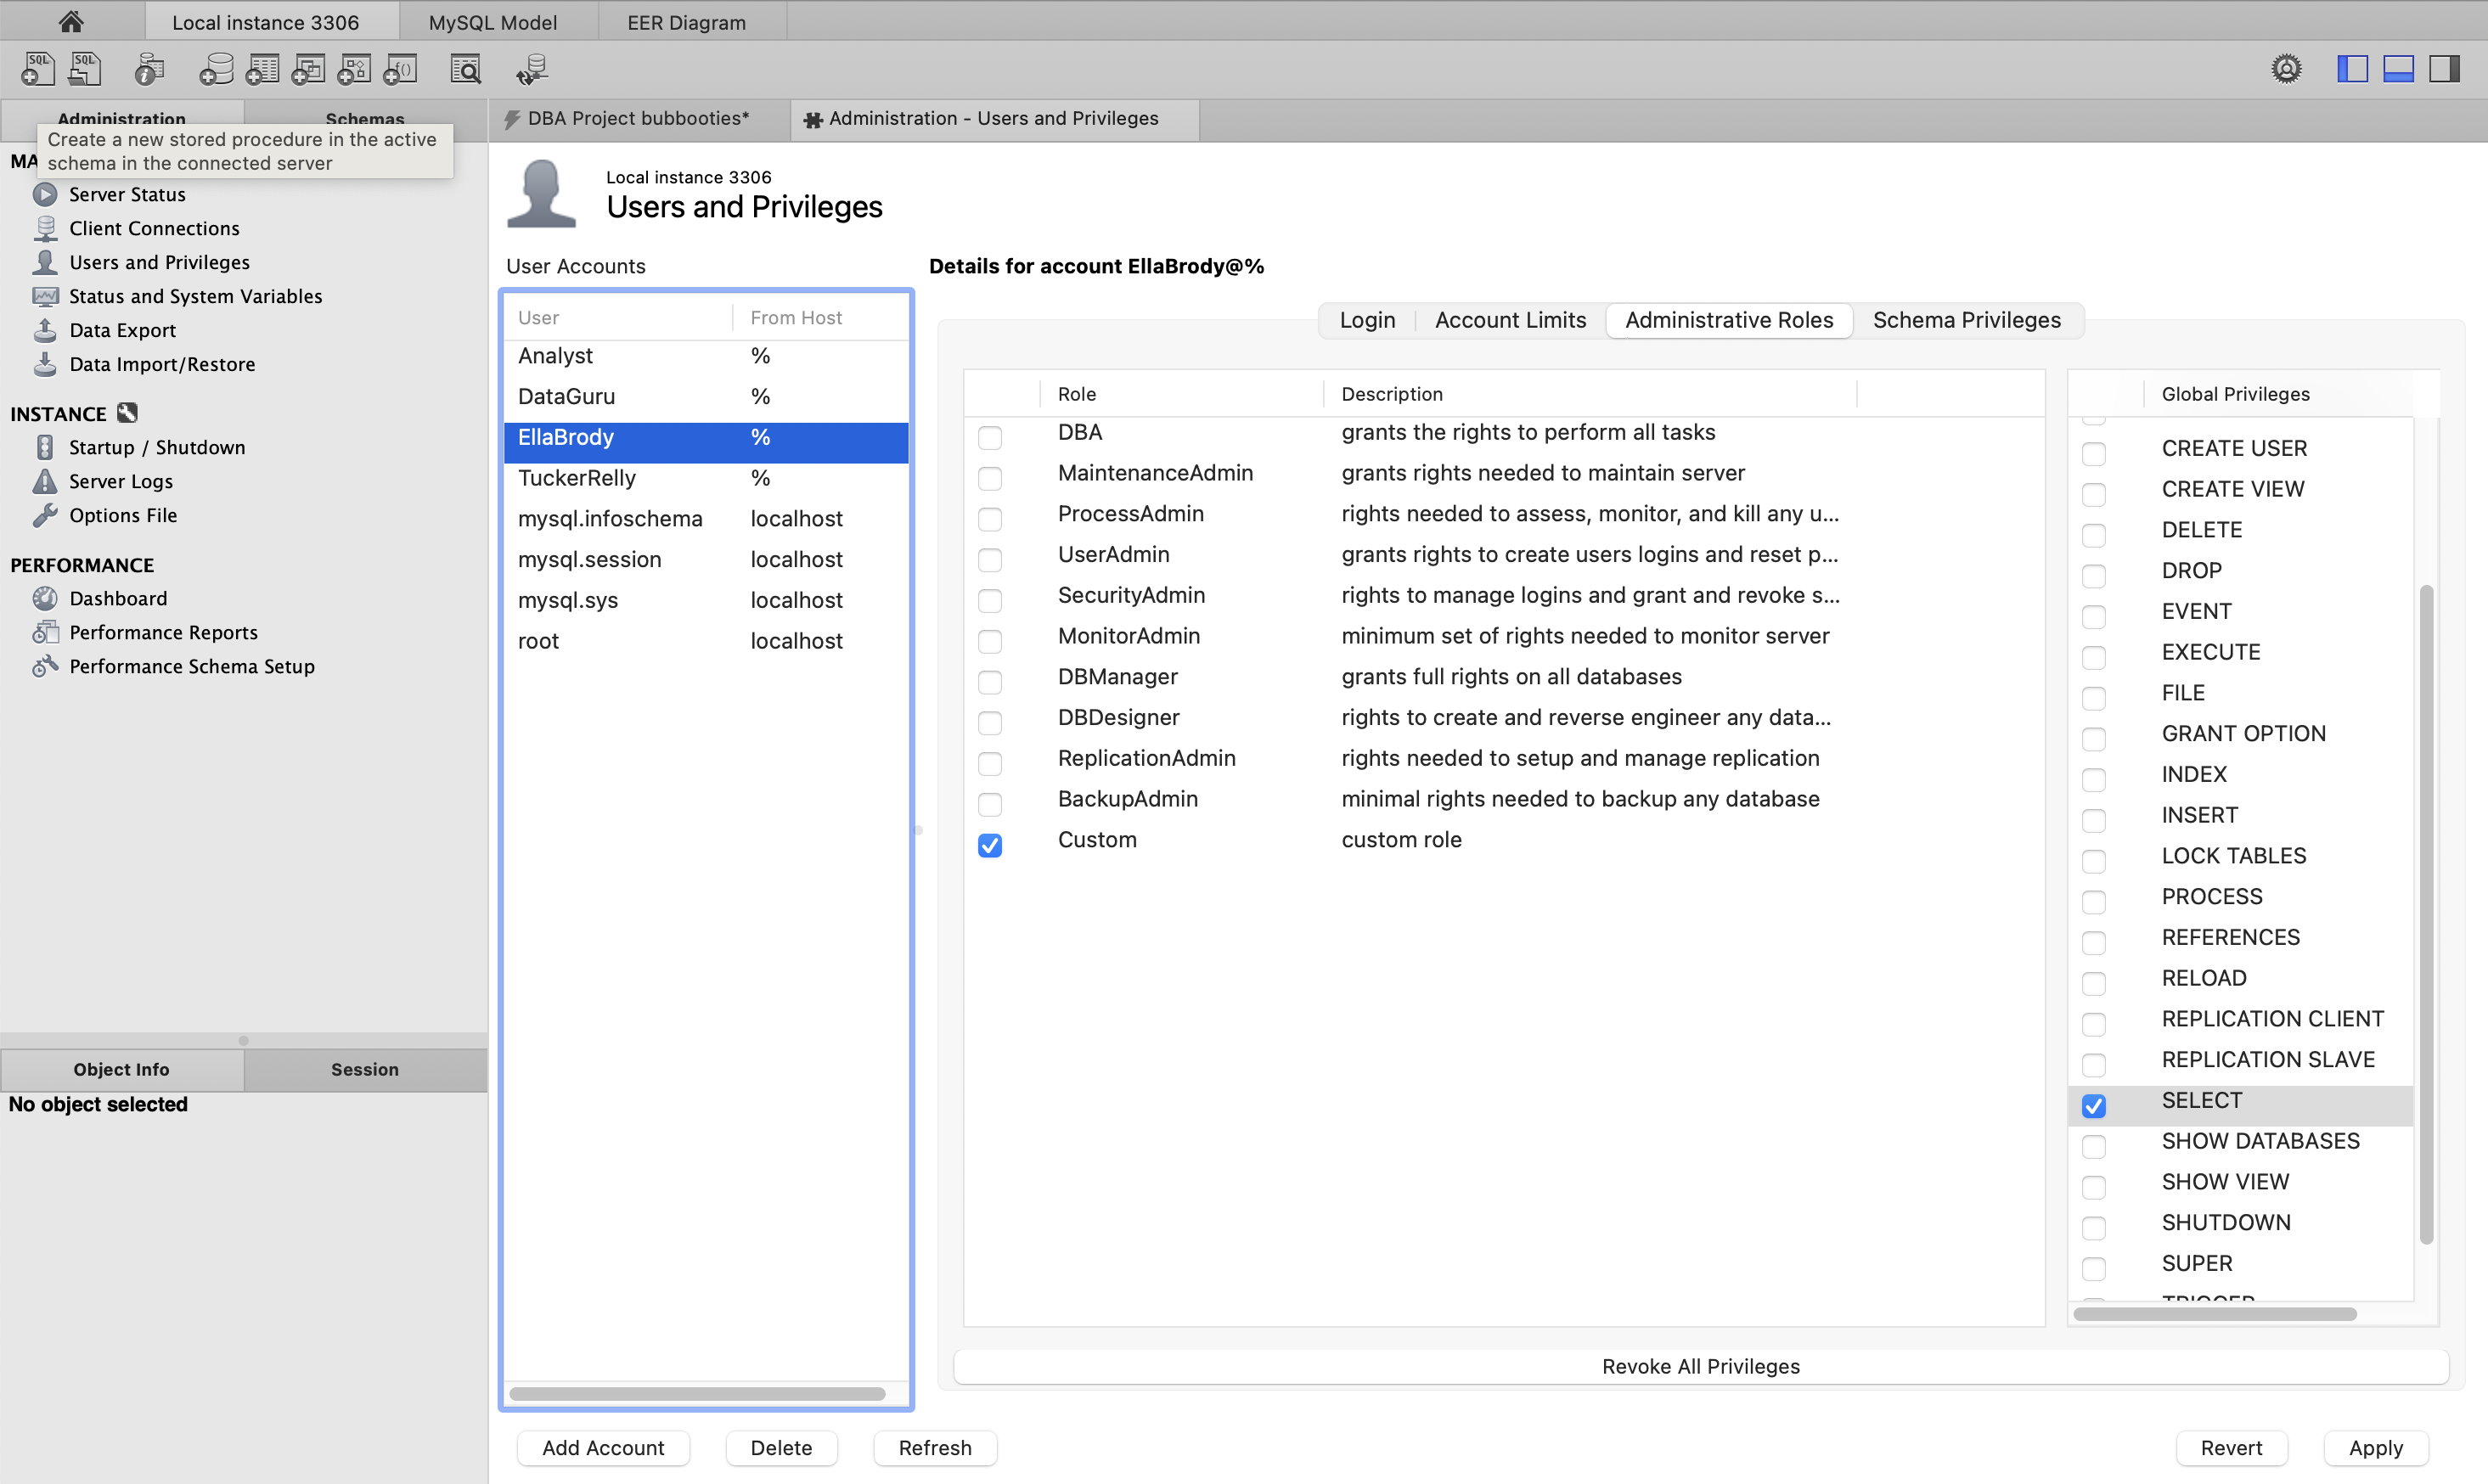 Local instance 3306
MySQL Model
EER Diagram
SQL
SQL
f()
Administration
Schemas
DBA Project bubbooties*
Administration - Users and Privileges
Create a new stored procedure in the active
schema in the connected server
MA
Server Status
Client Connections
Users and Privileges
Status and System Variables
Data Export
Data Import/Restore
INSTANCE
Startup / Shutdown
Server Logs
Options File
PERFORMANCE
Dashboard
Performance Reports
Performance Schema Setup
Object Info
Session
No object selected
Local instance 3306
Users and Privileges
User Accounts
User From Host
Analyst %
DataGuru %
EllaBrody %
TuckerRelly %
mysql.infoschema localhost
mysql.session localhost
mysql.sys localhost
root localhost
Add Account
Delete
Refresh
Details for account EllaBrody@%
Login
Account Limits
Administrative Roles
Schema Privileges
Role Description
DBA grants the rights to perform all tasks
MaintenanceAdmin grants rights needed to maintain server
ProcessAdmin rights needed to assess, monitor, and kill any u...
UserAdmin grants rights to create users logins and reset p...
SecurityAdmin rights to manage logins and grant and revoke s...
MonitorAdmin minimum set of rights needed to monitor server
DBManager grants full rights on all databases
DBDesigner rights to create and reverse engineer any data...
ReplicationAdmin rights needed to setup and manage replication
BackupAdmin minimal rights needed to backup any database
Custom custom role
Global Privileges
CREATE USER
CREATE VIEW
DELETE
DROP
EVENT
EXECUTE
FILE
GRANT OPTION
INDEX
INSERT
LOCK TABLES
PROCESS
REFERENCES
RELOAD
REPLICATION CLIENT
REPLICATION SLAVE
SELECT
SHOW DATABASES
SHOW VIEW
SHUTDOWN
SUPER
TRIGGER
Revoke All Privileges
Revert
Apply